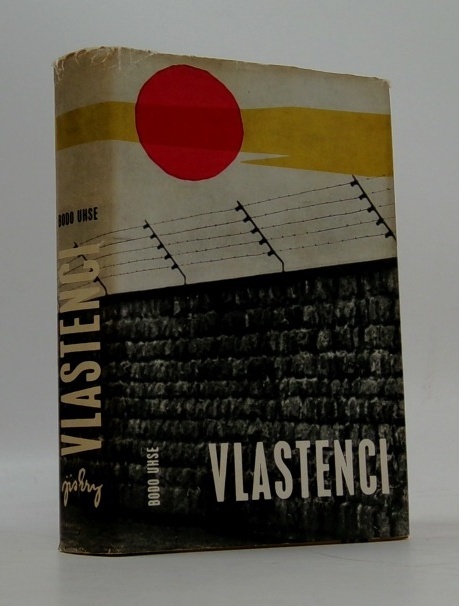 BODO UHSE
VLASTENCI
jiskry
BODO UHSE
VLASTENCI